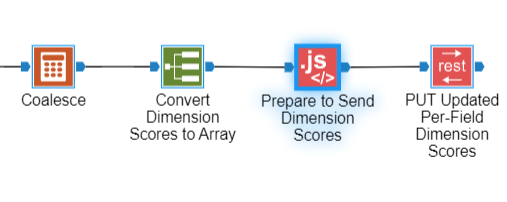 .js
</>
rest
Coalesce
Convert
Dimension
Scores to Array
Prepare to Send
Dimension
Scores
PUT Updated
Per-Field
Dimension
Scores